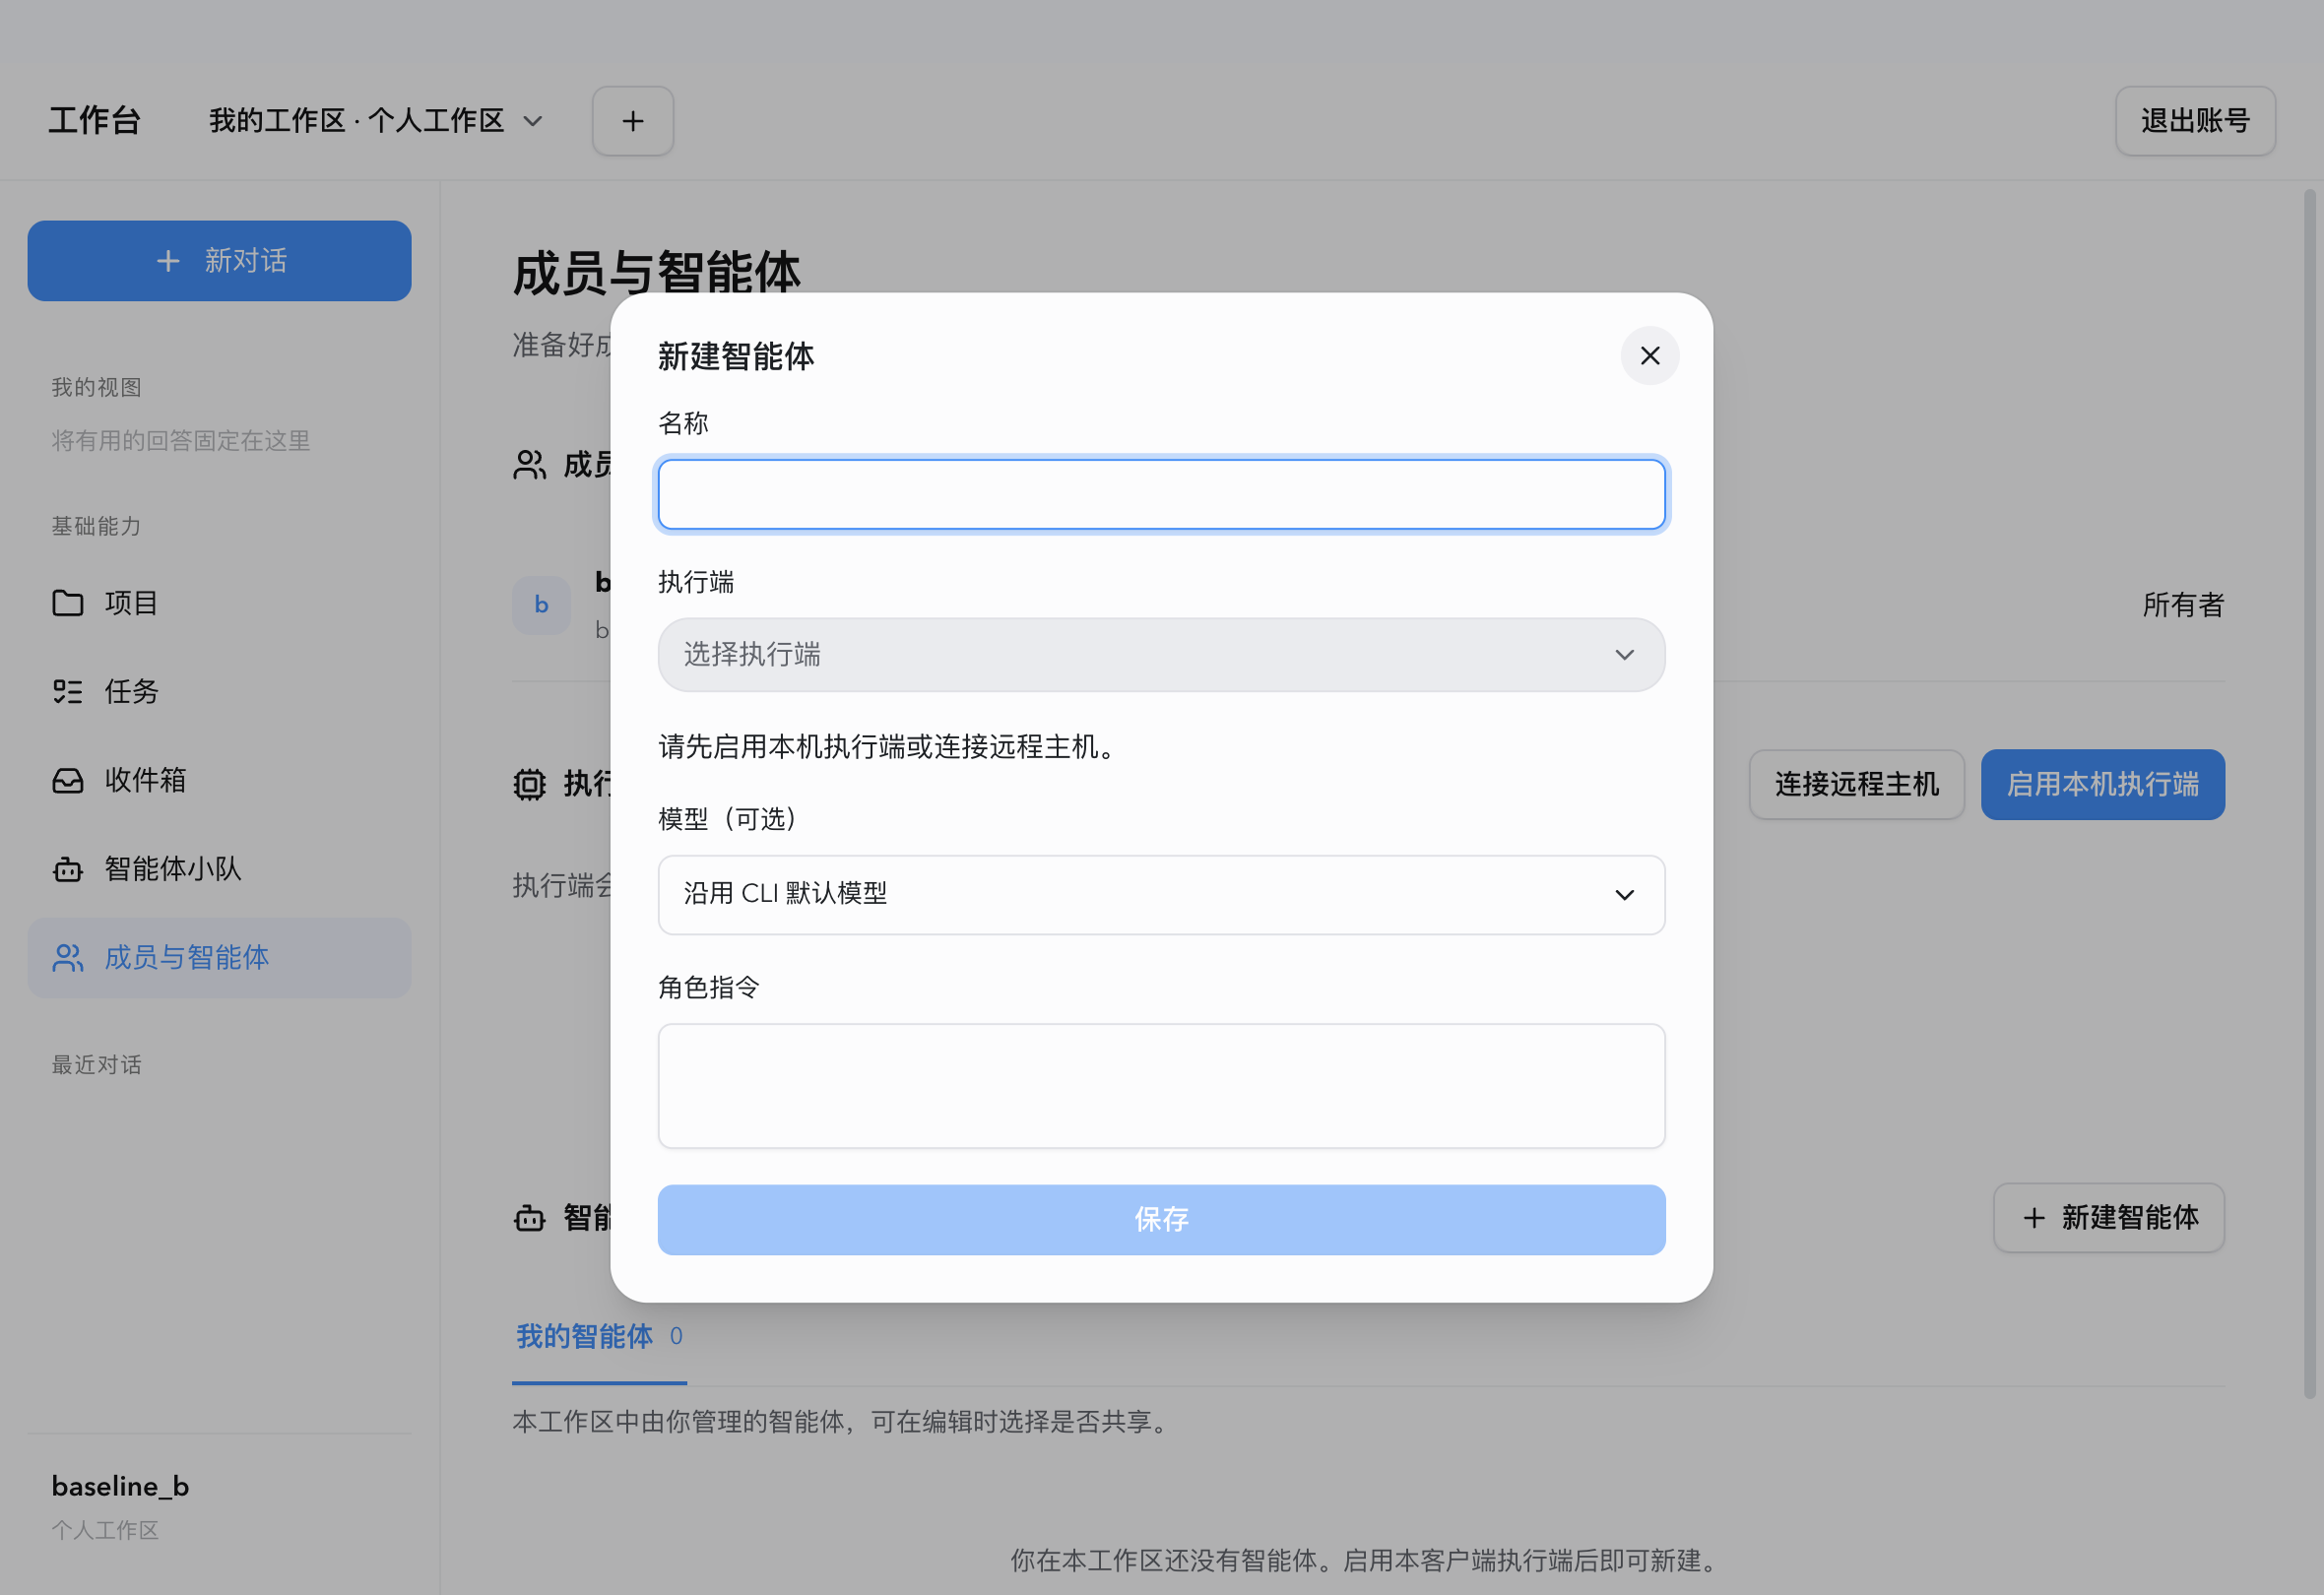 工作台
我的工作区 · 个人工作区
退出账号
新对话
我的视图
将有用的回答固定在这里
基础能力
项目
任务
收件箱
智能体小队
成员与智能体
最近对话
baseline_b
个人工作区
成员与智能体
准备好成
成员
b
b
b
所有者
执行
连接远程主机
启用本机执行端
执行端会
智能
新建智能体
我的智能体 0
本工作区中由你管理的智能体，可在编辑时选择是否共享。
你在本工作区还没有智能体。启用本客户端执行端后即可新建。
新建智能体
名称
执行端
选择执行端
请先启用本机执行端或连接远程主机。
模型（可选）
沿用 CLI 默认模型
角色指令
保存